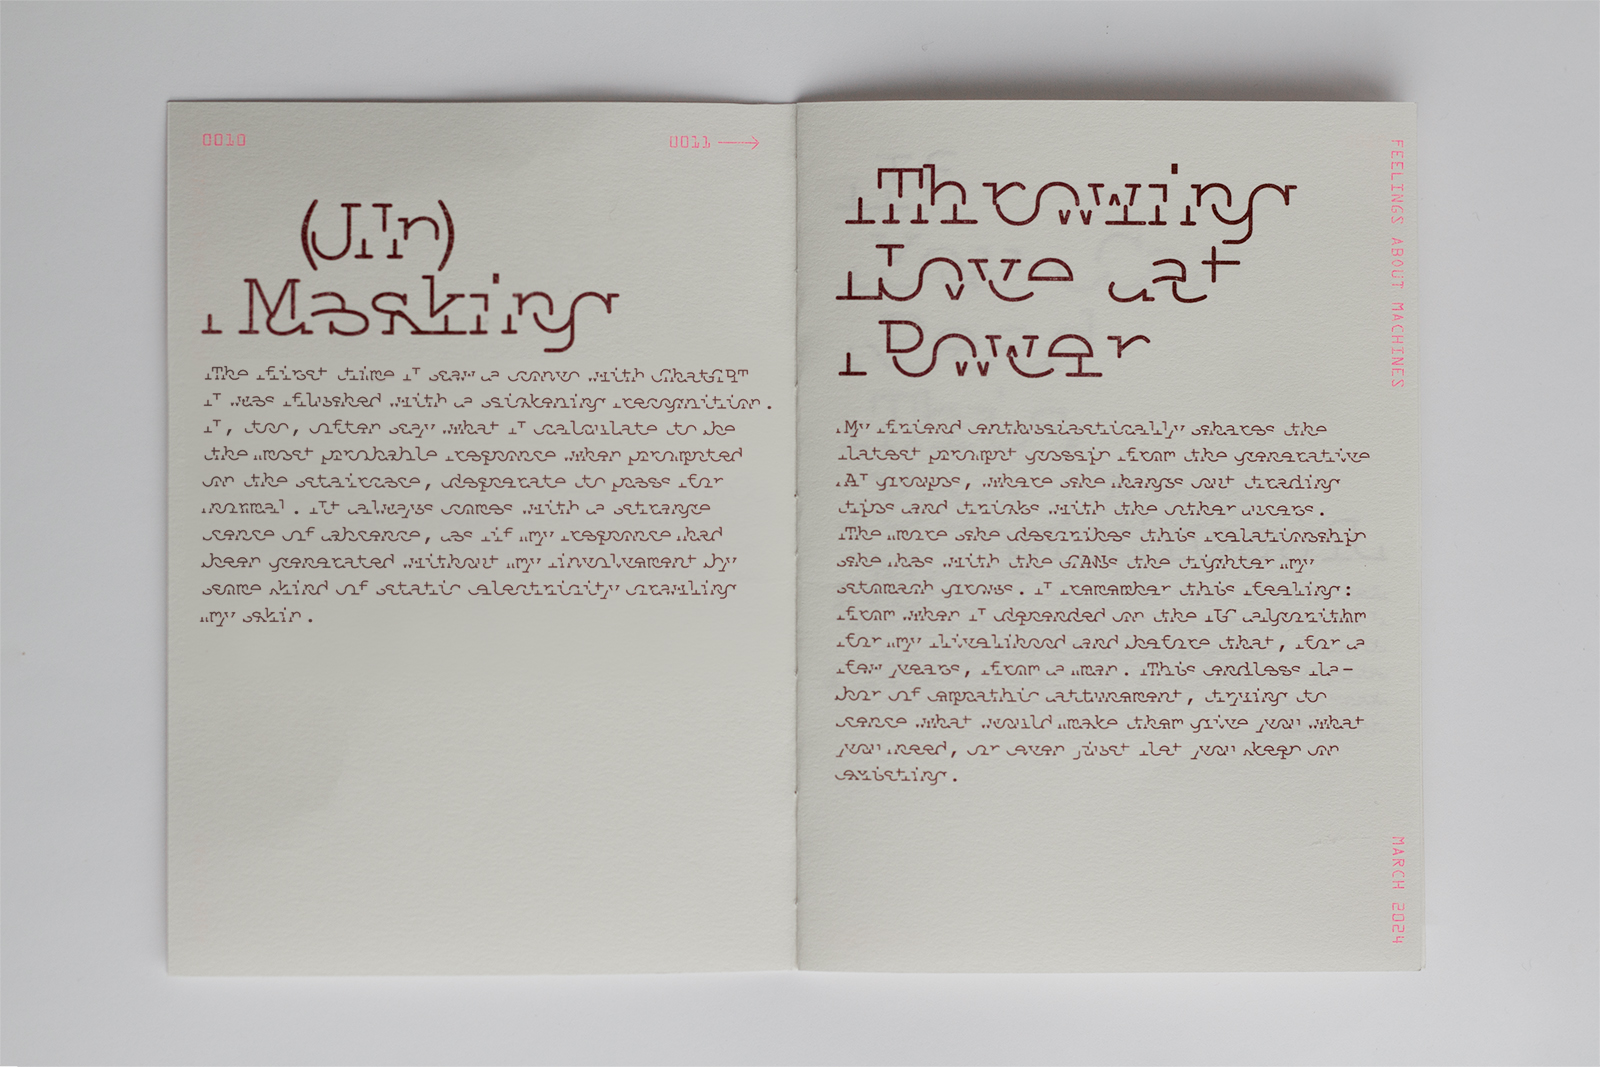 0010
0011
(Un)
Masking
The first time I saw a convo with ChatGPT
I was flushed with a sickening recognition.
I, too, often say what I calculate to be
the most probable response when prompted
on the staircase, desperate to pass for
normal. It always comes with a strange
sense of absence, as if my response had
been generated without my involvement by
some kind of static electricity crawling
my skin.
Throwing
Love at
Power
My friend enthusiastically shares the
latest prompt gossip from the generative
AI groups, where she hangs out trading
tips and tricks with the other users.
The more she describes this relationship
she has with the GANs the tighter my
stomach grows. I remember this feeling:
from when I depended on the IG algorithm
for my livelihood and before that, for a
few years, from a man. This endless la-
bor of empathic attunement, trying to
sense what would make them give you what
you need, or even just let you keep on
existing.
FEELINGS ABOUT MACHINES
MARCH 2024